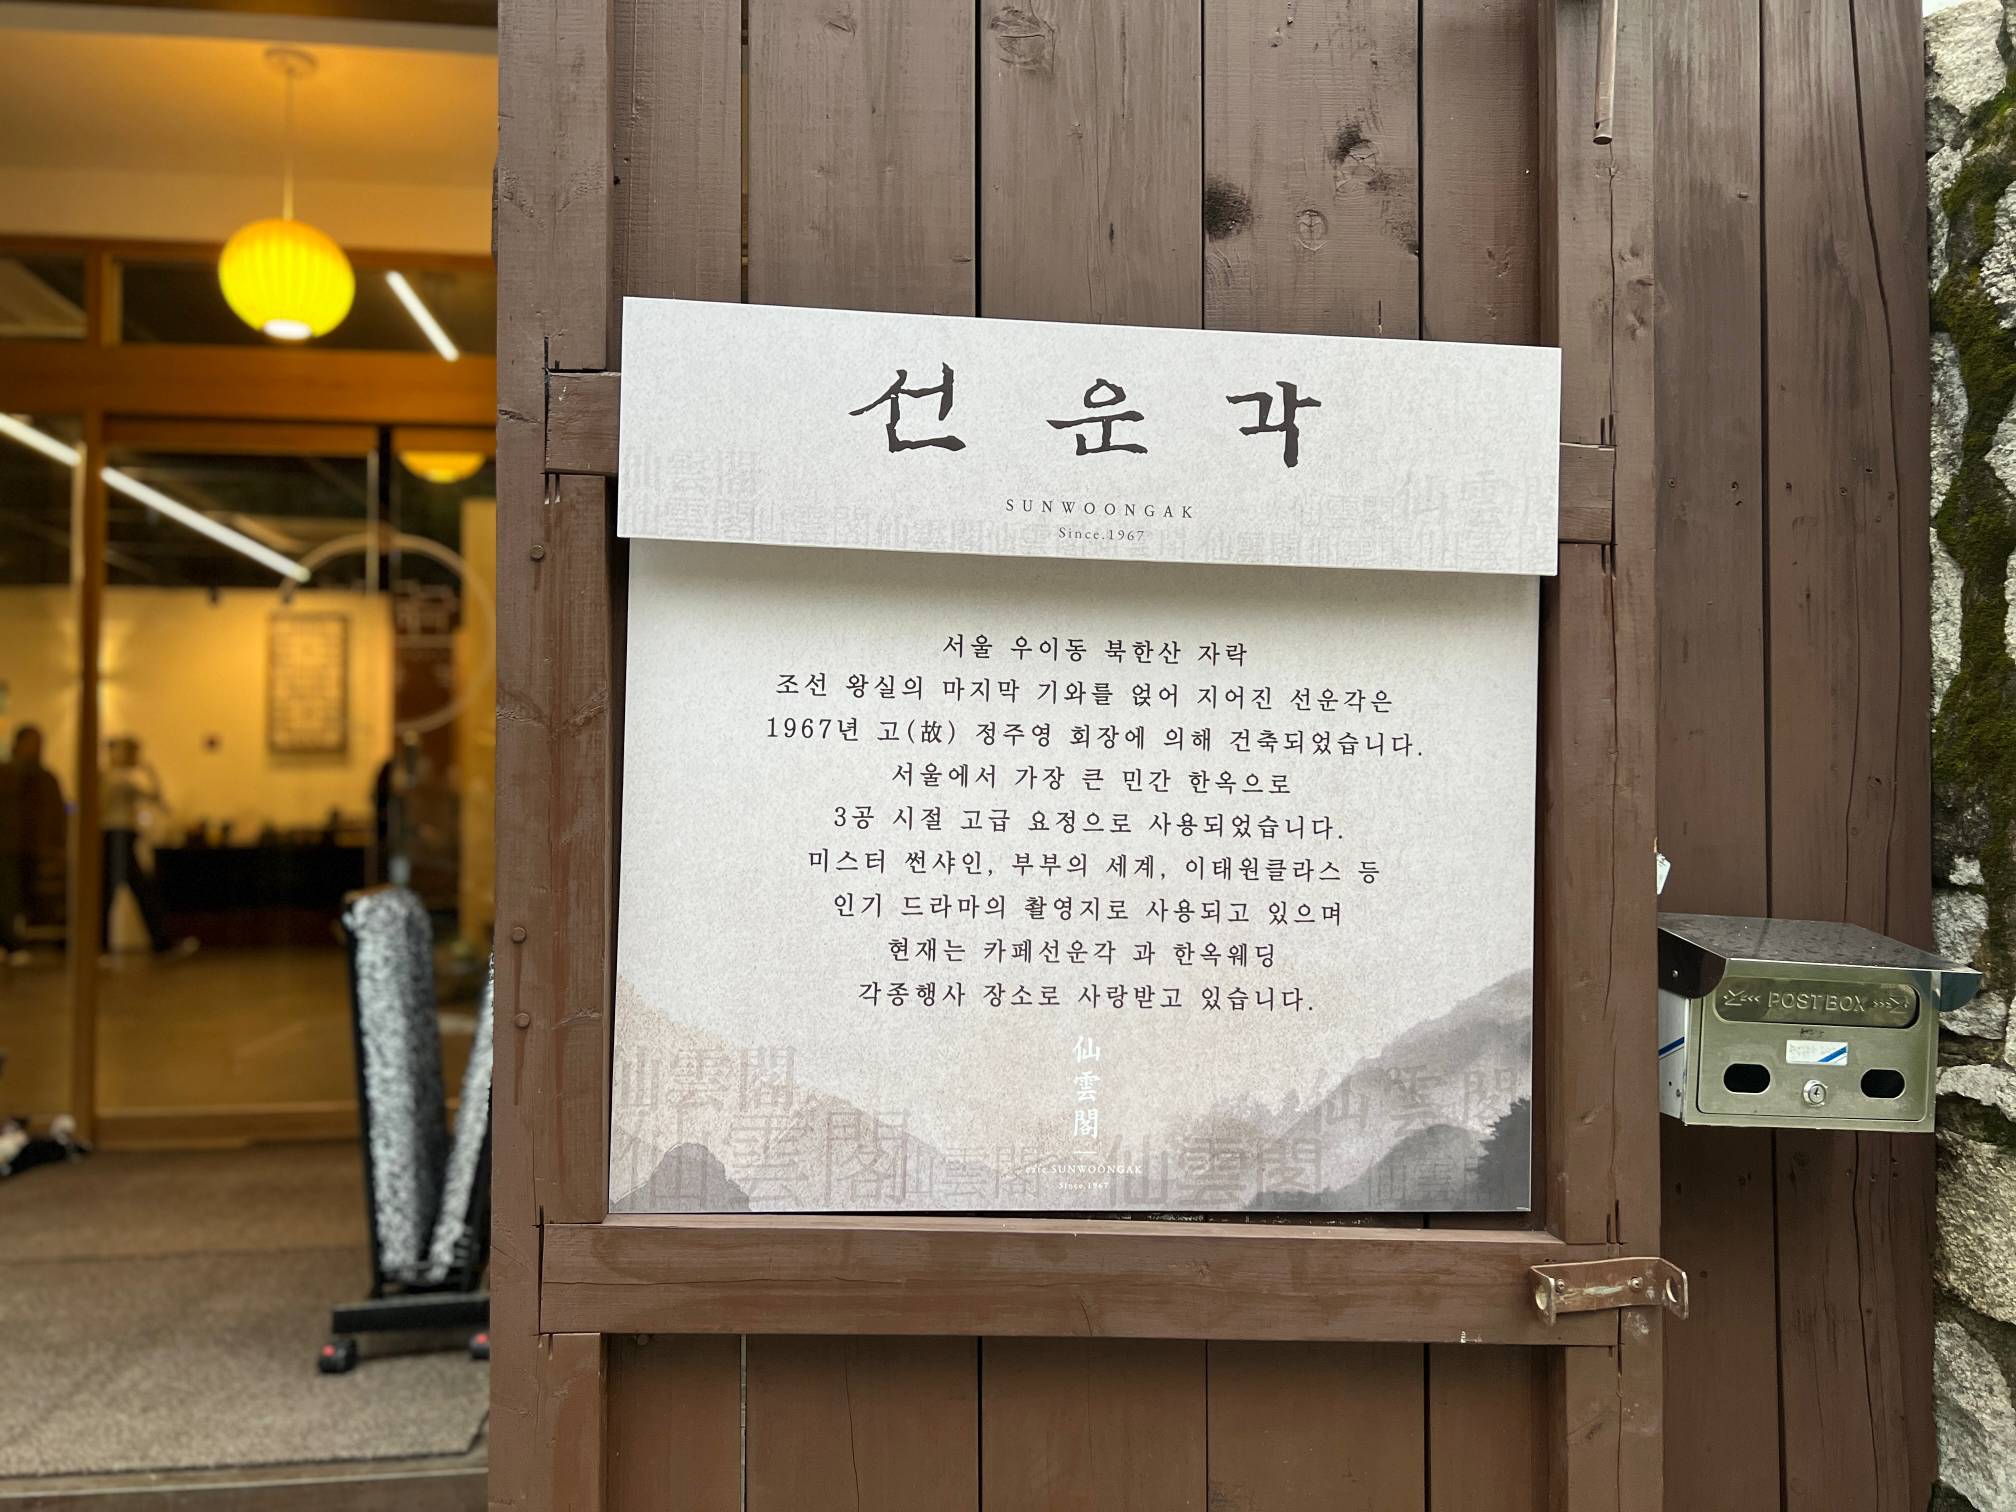 선운각
SUNWOONGAK
Since.1967
서울 우이동 북한산 자락
조선 왕실의 마지막 기와를 얹어 지어진 선운각은
1967년 고(故) 정주영 회장에 의해 건축되었습니다.
서울에서 가장 큰 민간 한옥으로
3공 시절 고급 요정으로 사용되었습니다.
미스터 썬샤인, 부부의 세계, 이태원클라스 등
인기 드라마의 촬영지로 사용되고 있으며
현재는 카페선운각 과 한옥웨딩
각종행사 장소로 사랑받고 있습니다.
仙雲閣
cafe SUNWOONGAK
Since.1967
POST BOX